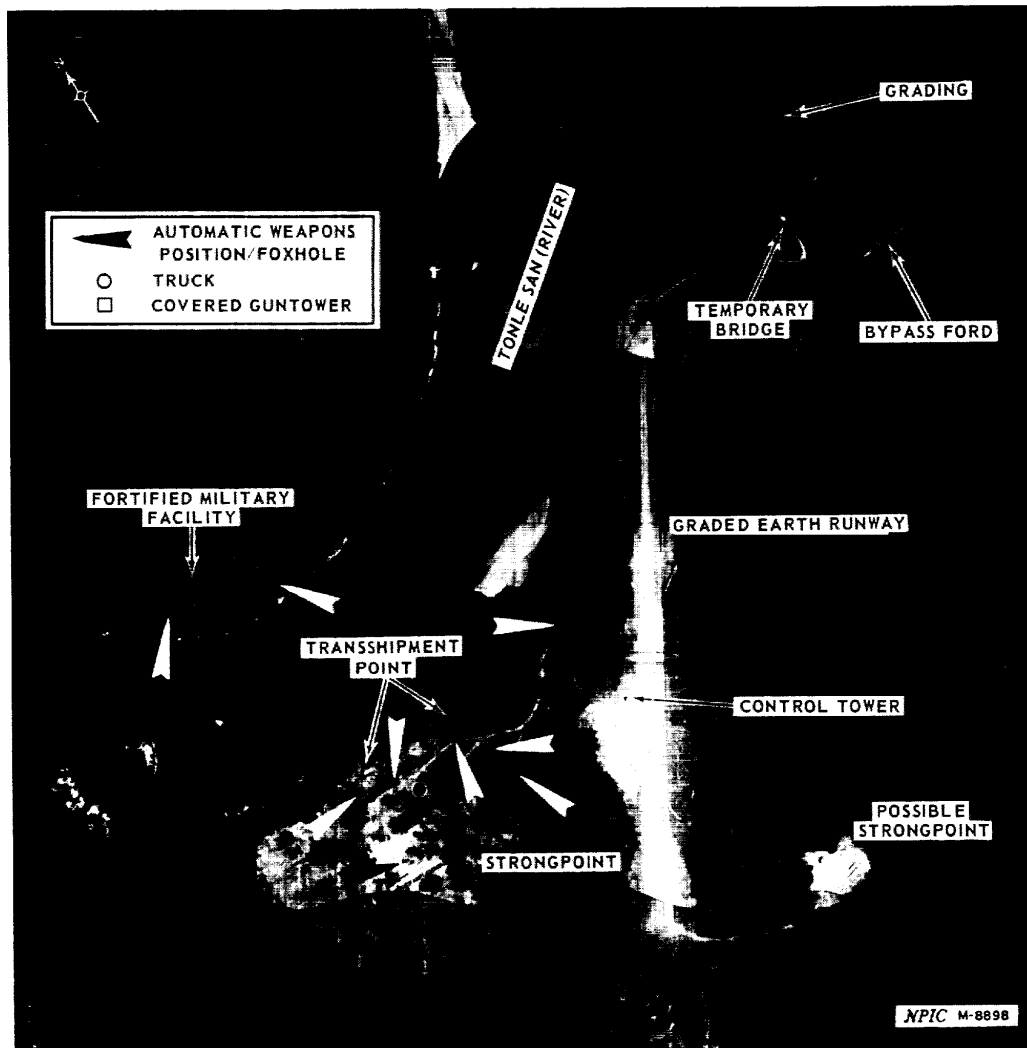 GRADING
AUTOMATIC WEAPONS
POSITION/FOXHOLE
TRUCK
COVERED GUNTOWER
TONLE SAN (RIVER)
TEMPORARY
BRIDGE
BYPASS FORD
FORTIFIED MILITARY
FACILITY
GRADED EARTH RUNWAY
TRANSSHIPMENT
POINT
CONTROL TOWER
POSSIBLE
STRONGPOINT
STRONGPOINT
NPIC M-8898